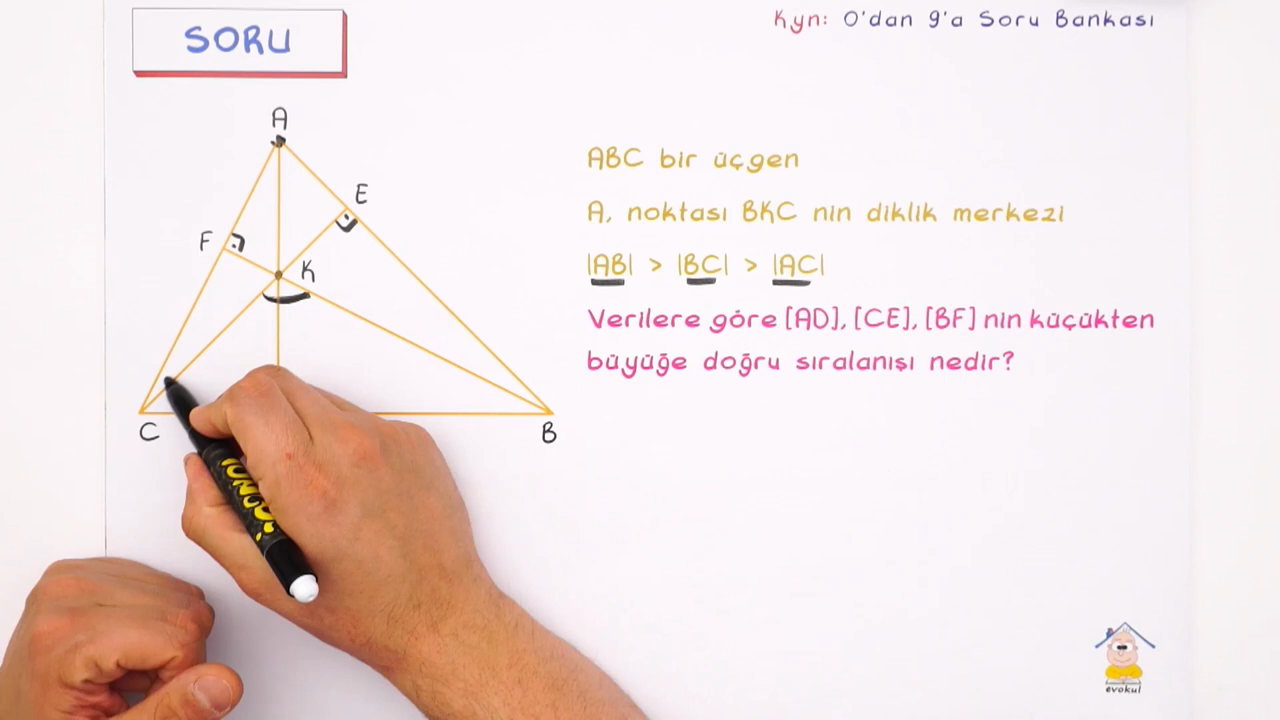 SORU
Kyn: 0'dan 9'a Soru Bankası
A
E
F
K
C
B
ABC bir üçgen
A, noktası BKC nin diklik merkezi
|AB| > |BC| > |AC|
Verilere göre [AD], [CE], [BF] nin küçükten
büyüğe doğru sıralanışı nedir?
evokul